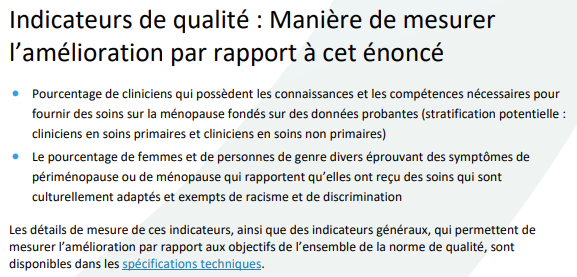 Indicateurs de qualité : Manière de mesurer
l’amélioration par rapport à cet énoncé
• Pourcentage de cliniciens qui possèdent les connaissances et les compétences nécessaires pour
fournir des soins sur la ménopause fondés sur des données probantes (stratification potentielle :
cliniciens en soins primaires et cliniciens en soins non primaires)
• Le pourcentage de femmes et de personnes de genre divers éprouvant des symptômes de
périménopause ou de ménopause qui rapportent qu’elles ont reçu des soins qui sont
culturellement adaptés et exempts de racisme et de discrimination
Les détails de mesure de ces indicateurs, ainsi que des indicateurs généraux, qui permettent de
mesurer l’amélioration par rapport aux objectifs de l’ensemble de la norme de qualité, sont
disponibles dans les spécifications techniques.